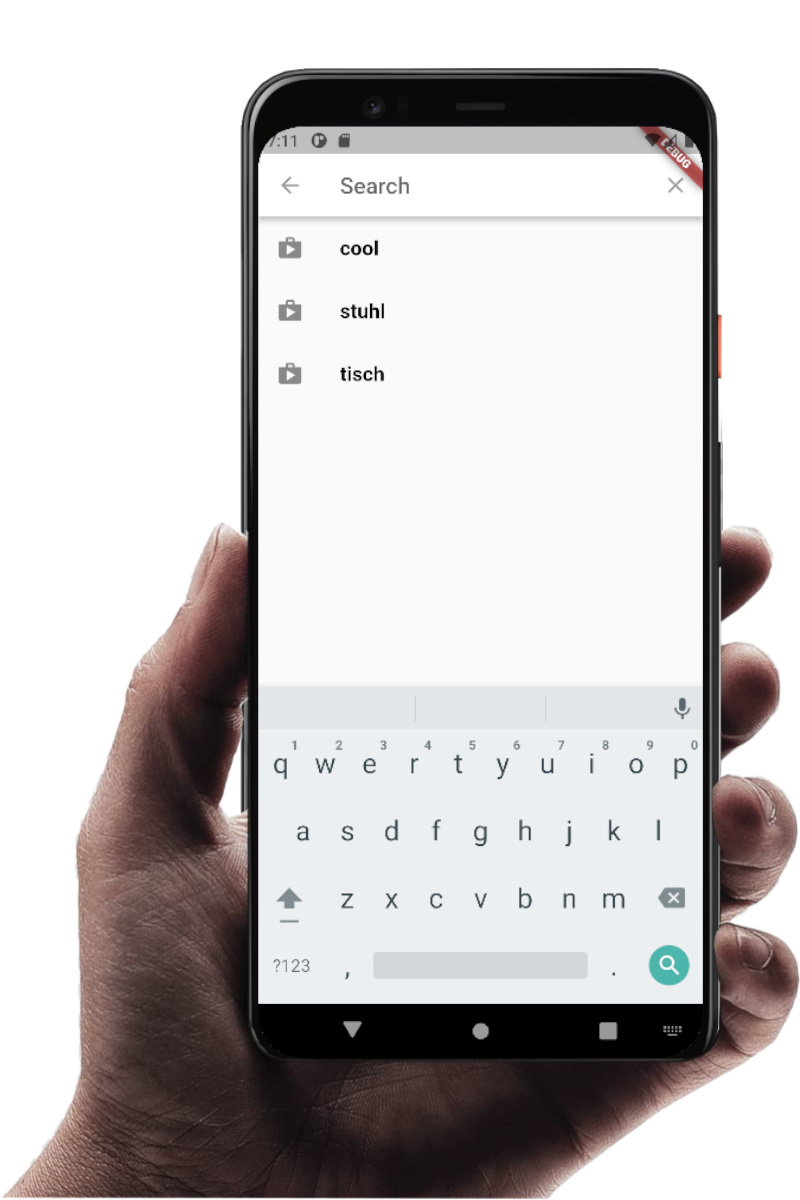 7:11
DEBUG
Search
cool
stuhl
tisch
1 2 3 4 5 6 7 8 9 0
q w e r t y u i o p
a s d f g h j k l
z x c v b n m
?123 , .